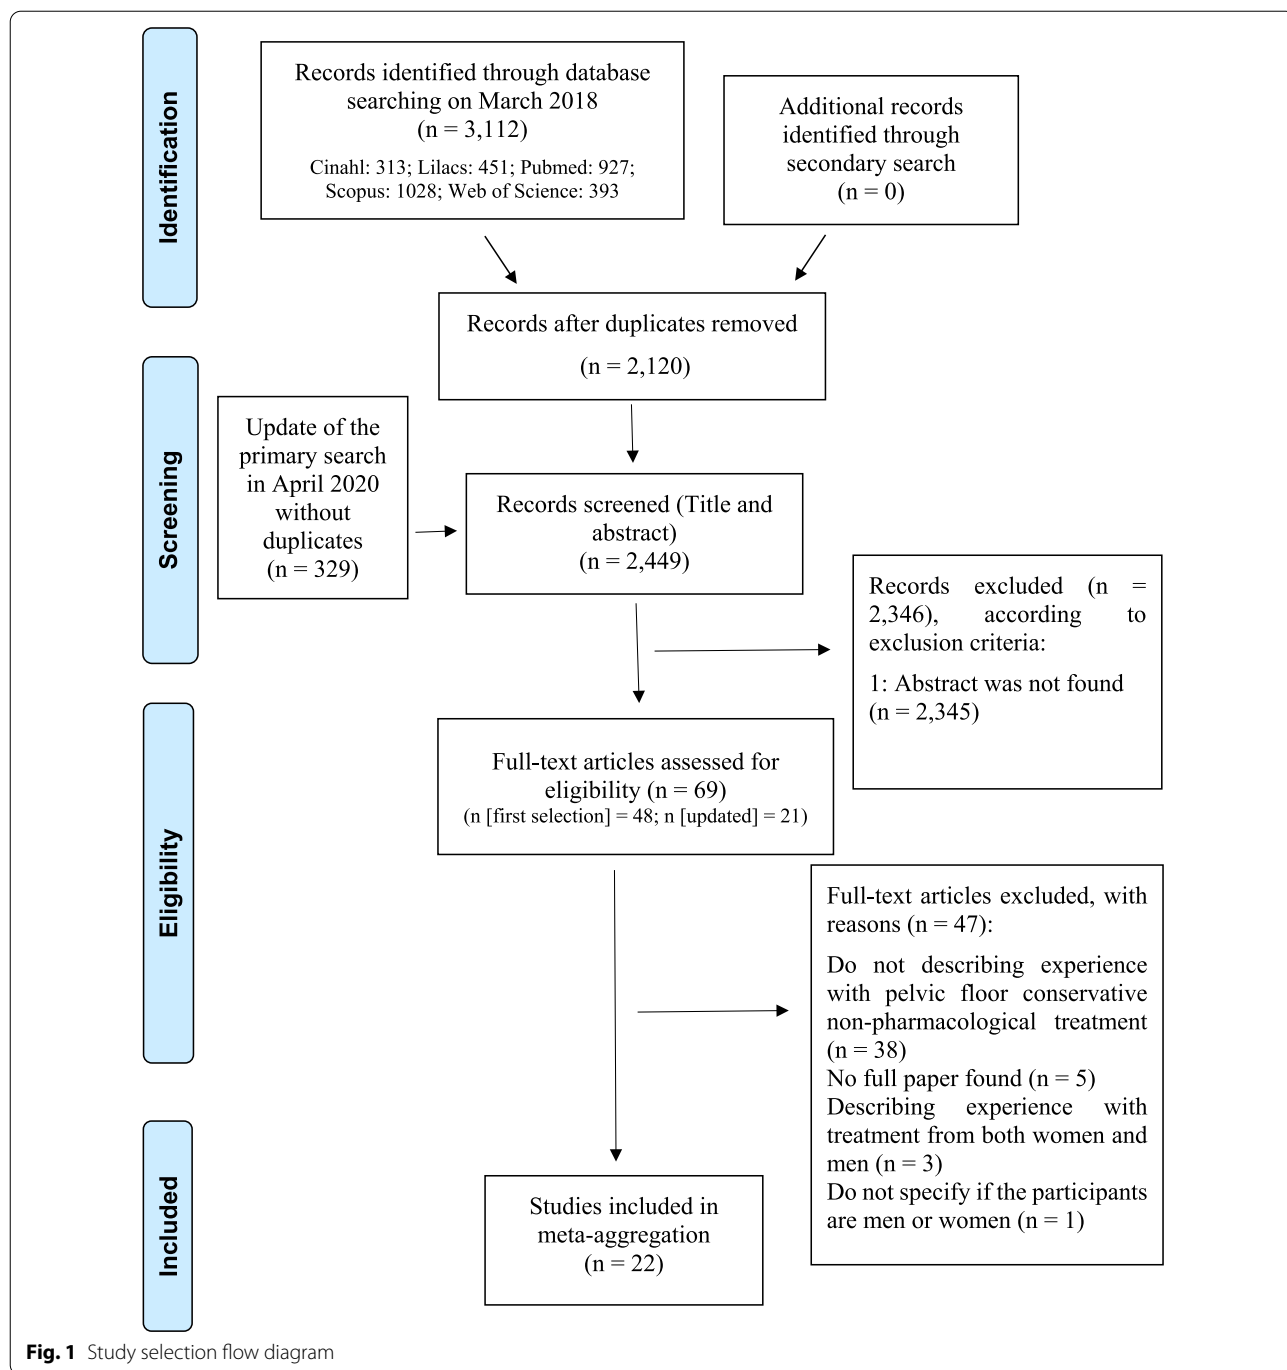 Identification
Records identified through database
searching on March 2018
(n = 3,112)
Cinahl: 313; Lilacs: 451; Pubmed: 927;
Scopus: 1028; Web of Science: 393
Additional records
identified through
secondary search
(n = 0)
Records after duplicates removed
(n = 2,120)
Screening
Update of the
primary search
in April 2020
without
duplicates
(n = 329)
Records screened (Title and
abstract)
(n = 2,449)
Records excluded (n =
2,346), according to
exclusion criteria:
1: Abstract was not found
(n = 2,345)
Eligibility
Full-text articles assessed for
eligibility (n = 69)
(n [first selection] = 48; n [updated] = 21)
Full-text articles excluded, with
reasons (n = 47):
Do not describing experience
with pelvic floor conservative
non-pharmacological treatment
(n = 38)
No full paper found (n = 5)
Describing experience with
treatment from both women and
men (n = 3)
Do not specify if the participants
are men or women (n = 1)
Included
Studies included in
meta-aggregation
(n = 22)
Fig. 1 Study selection flow diagram